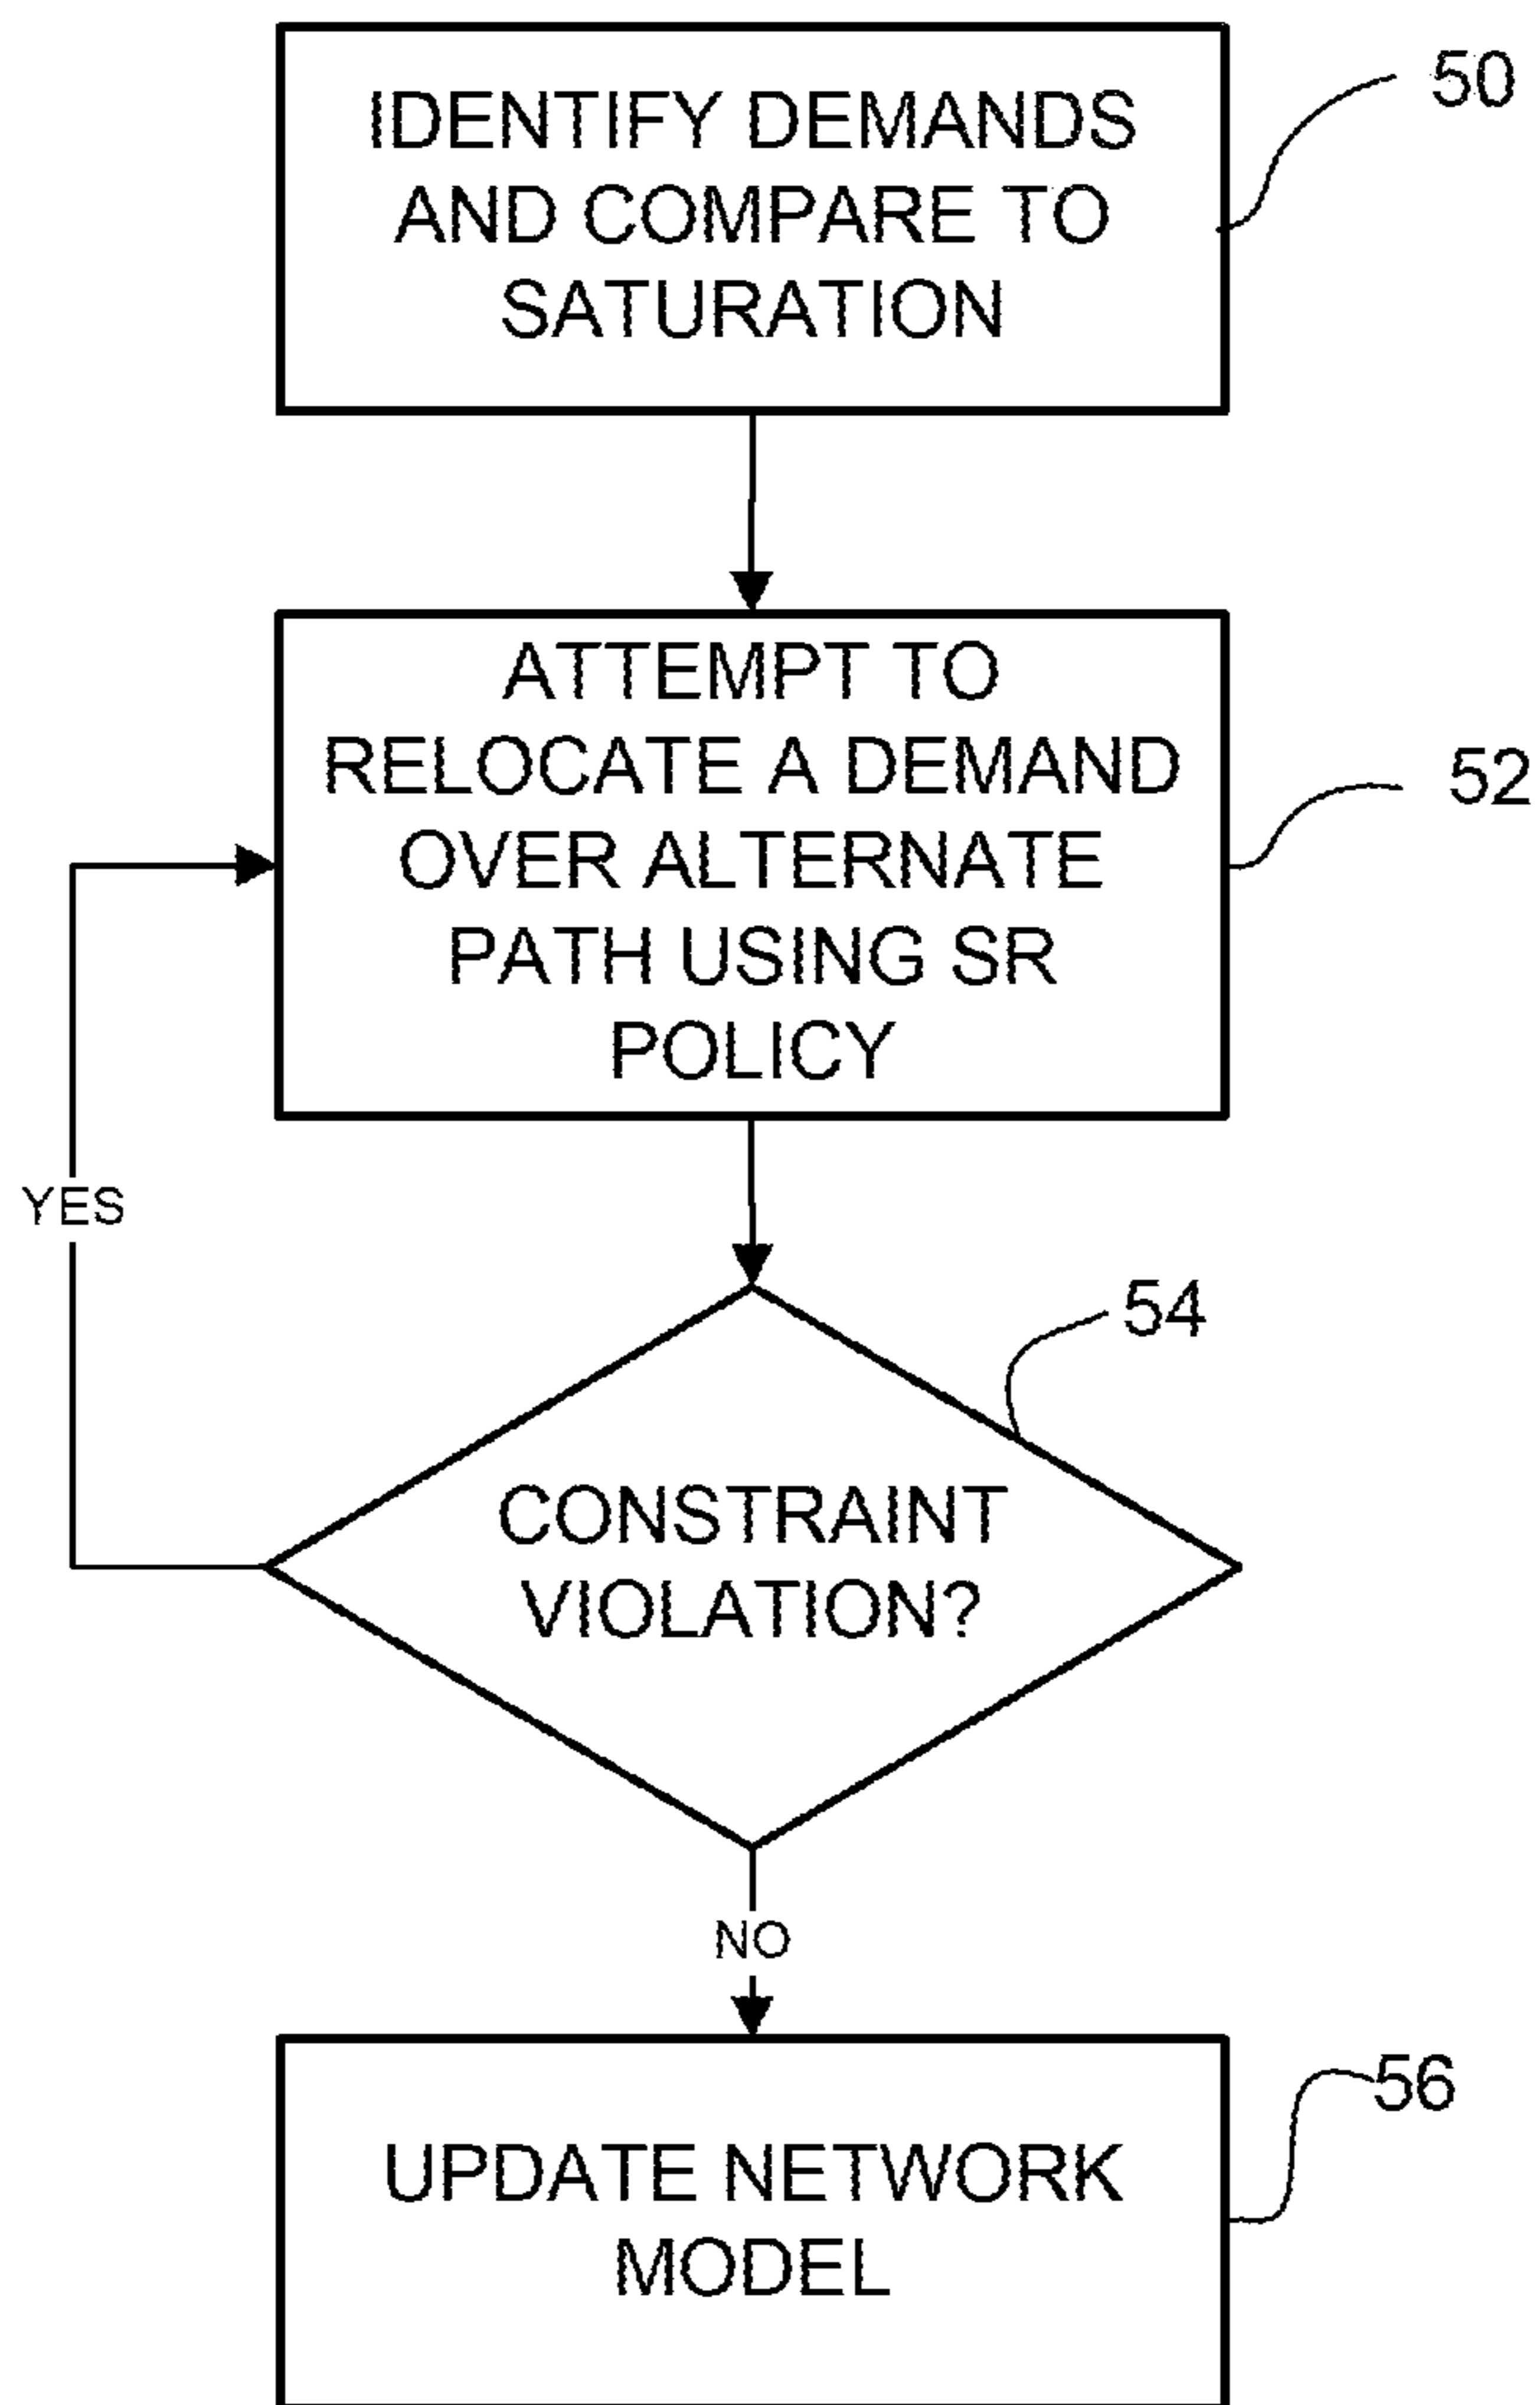 IDENTIFY DEMANDS
AND COMPARE TO
SATURATION
50
ATTEMPT TO
RELOCATE A DEMAND
OVER ALTERNATE
PATH USING SR
POLICY
52
YES
54
CONSTRAINT
VIOLATION?
NO
56
UPDATE NETWORK
MODEL